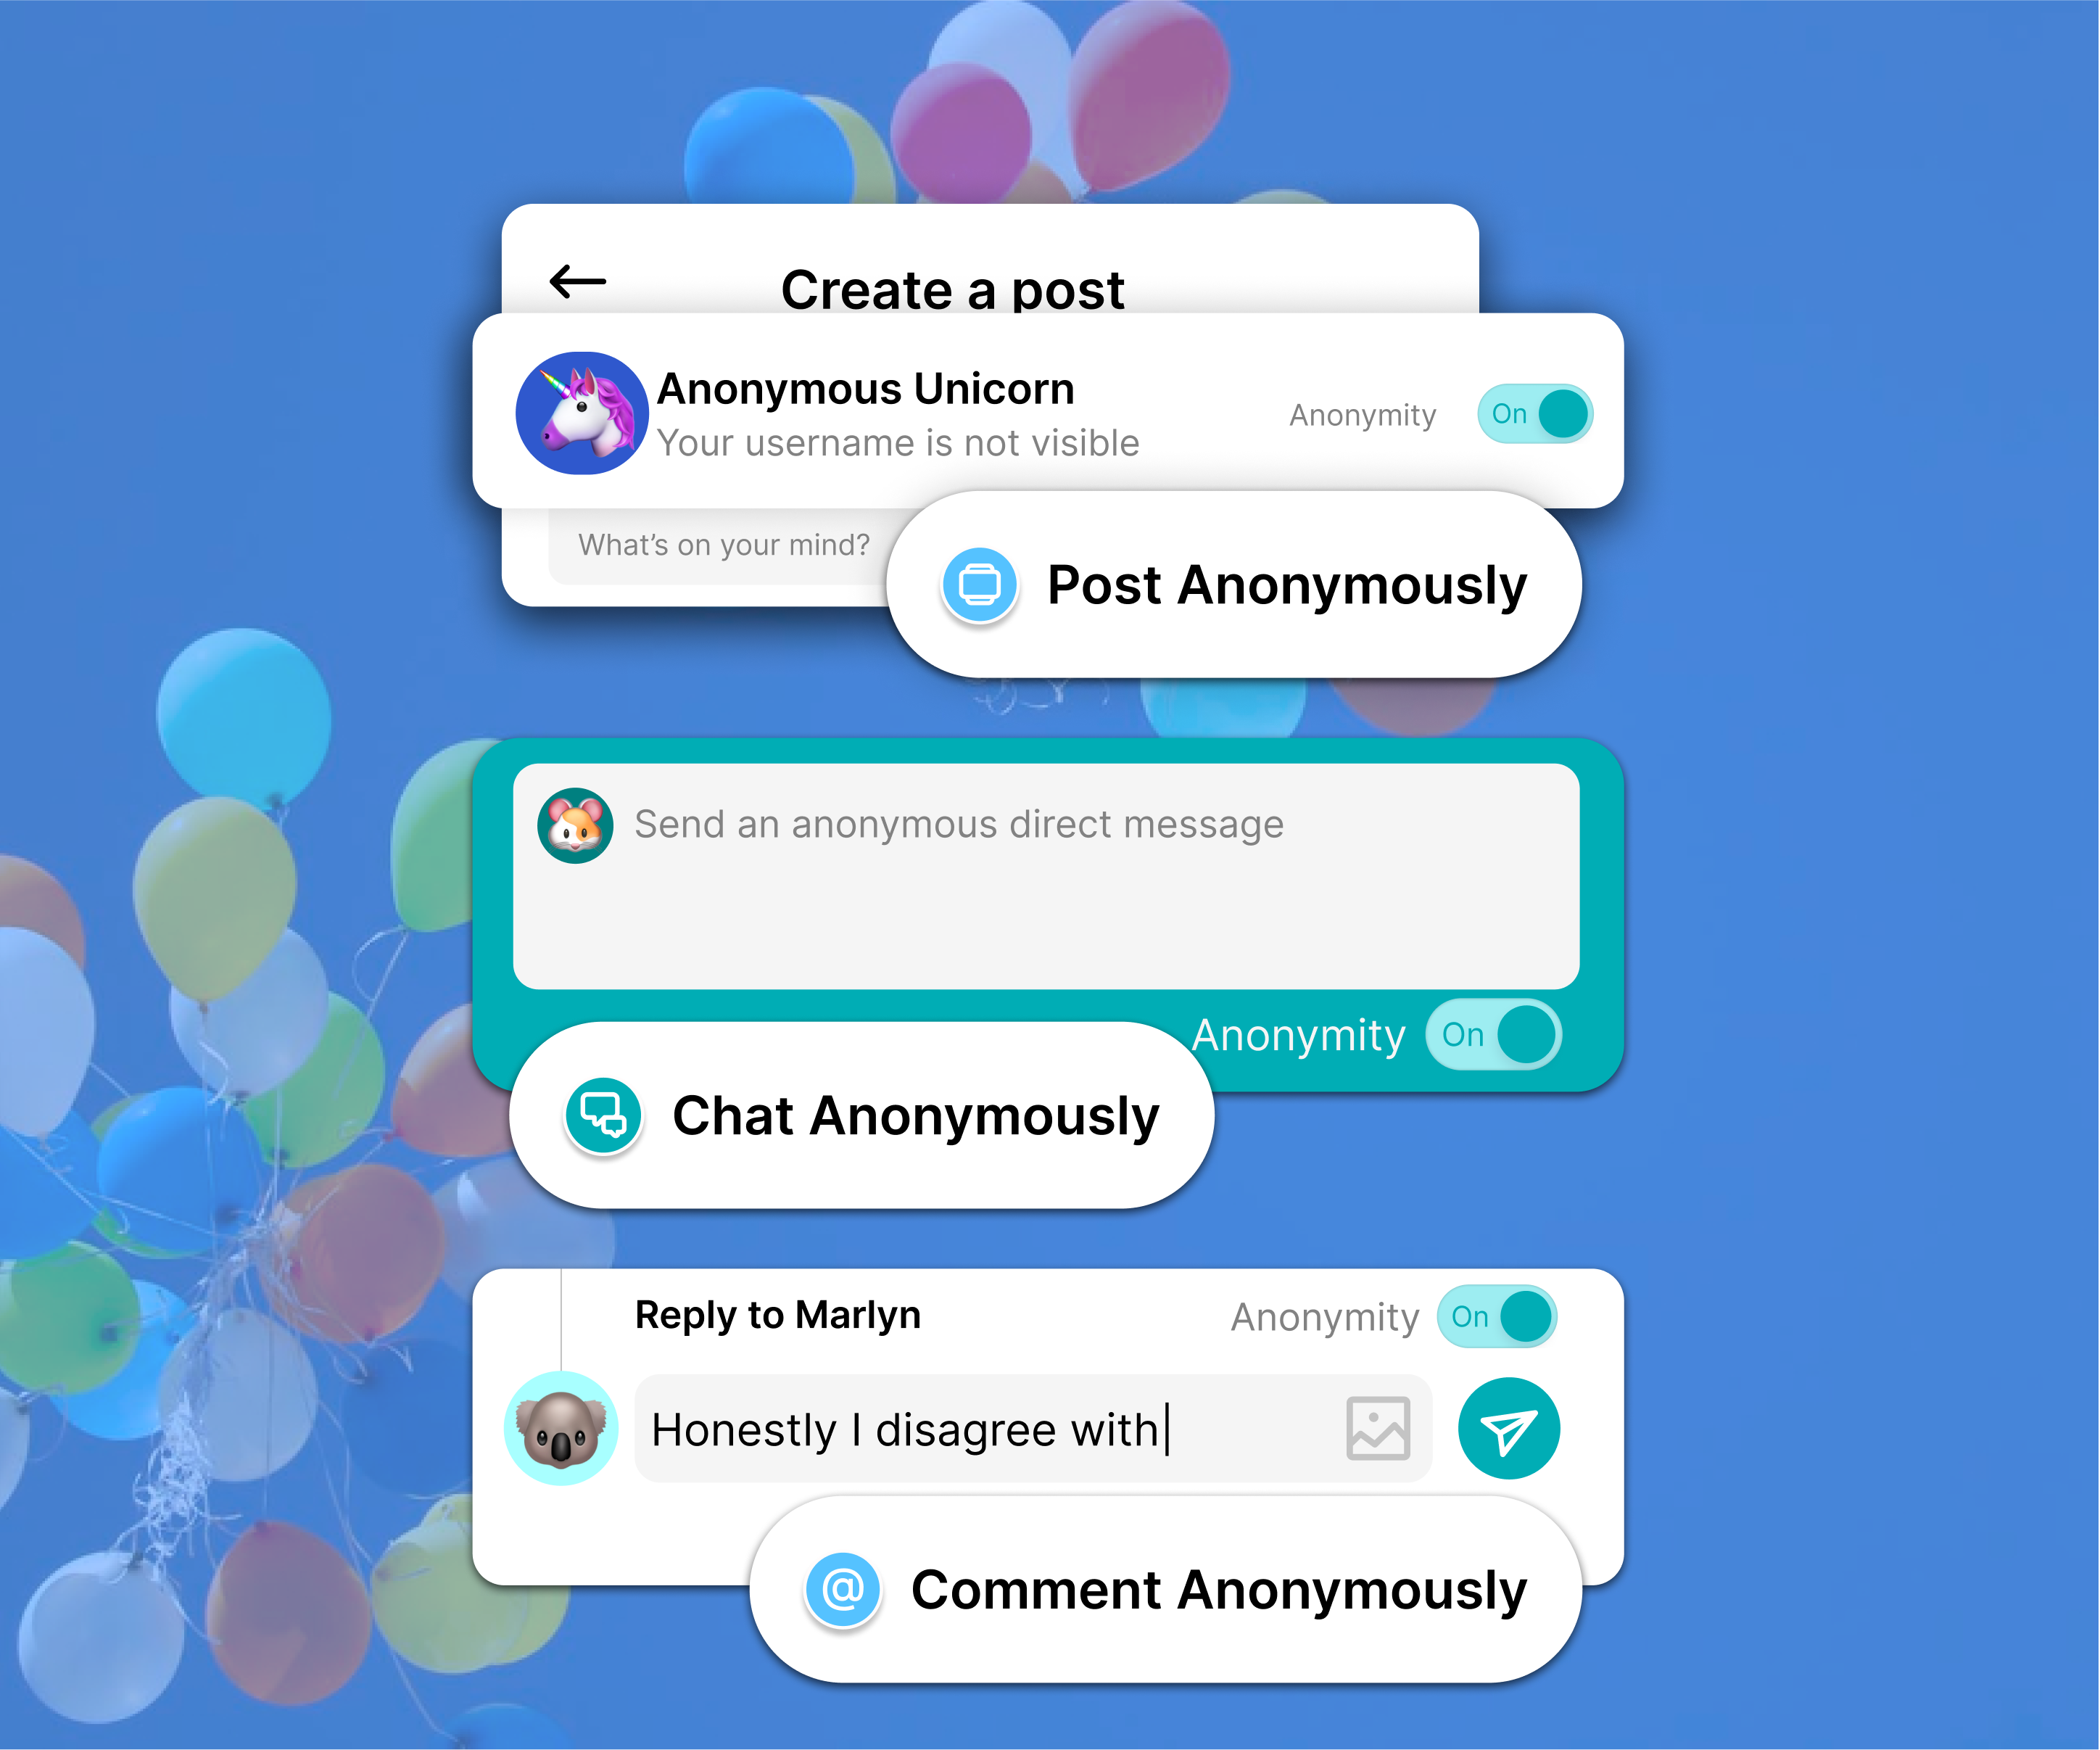 Create a post
Anonymous Unicorn
Your username is not visible
Anonymity
On
What's on your mind?
Post Anonymously
Send an anonymous direct message
Anonymity
On
Chat Anonymously
Reply to Marlyn
Anonymity
On
Honestly I disagree with
@
Comment Anonymously